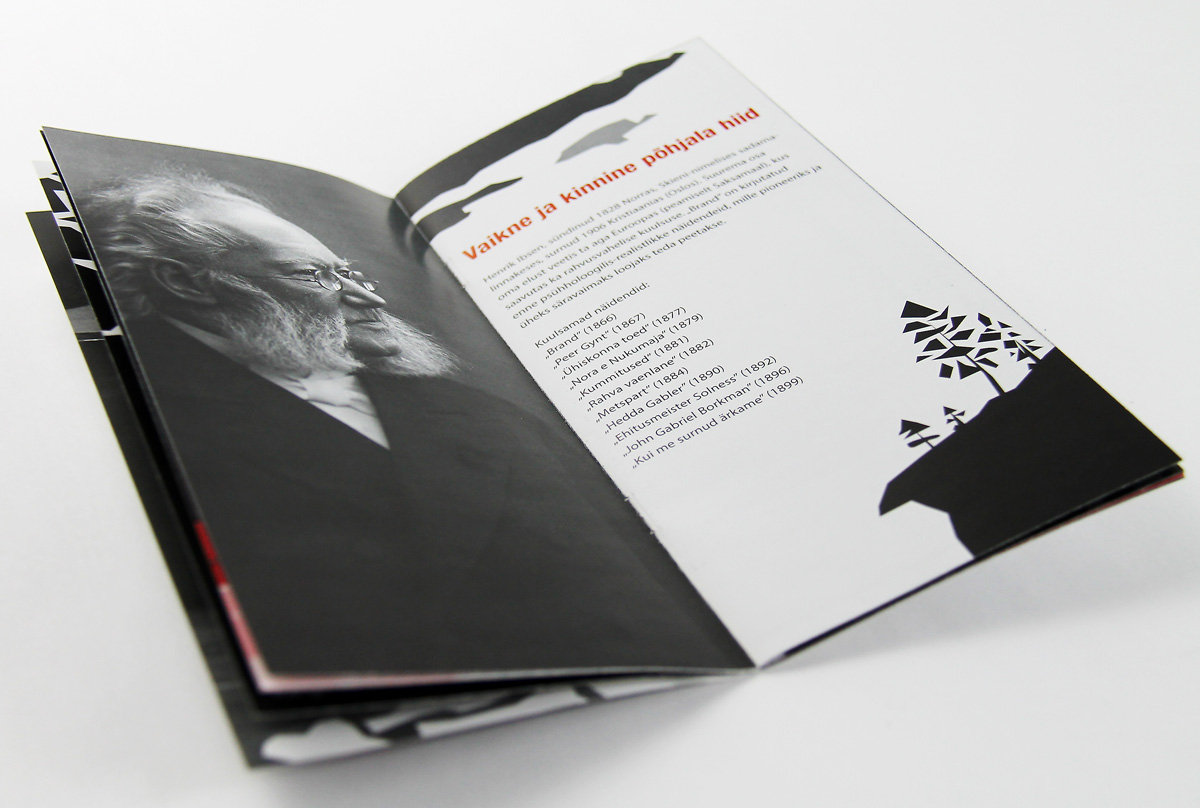 Vaikne ja kinnine põhjala hiid
Henrik Ibsen, sündinud 1828 Norras, Skieni-nimelises sadama-
linnakeses, surnud 1906 Kristiaanias (Oslos). Suurema osa
oma elust veetis ta aga Euroopas (peamiselt Saksamaal), kus
saavutas ka rahvusvahelise kuulsuse. „Brand” on kirjutatud
enne psühholoogilis-realistlikke näidendeid, mille pioneeriks ja
üheks säravaimaks loojaks teda peetakse.
Kuulsamad näidendid:
„Brand” (1866)
„Peer Gynt” (1867)
„Ühiskonna toed” (1877)
„Nora e Nukumaja” (1879)
„Kummitused” (1881)
„Rahva vaenlane” (1882)
„Metspart” (1884)
„Hedda Gabler” (1890)
„Ehitusmeister Solness” (1892)
„John Gabriel Borkman” (1896)
„Kui me surnud ärkame” (1899)